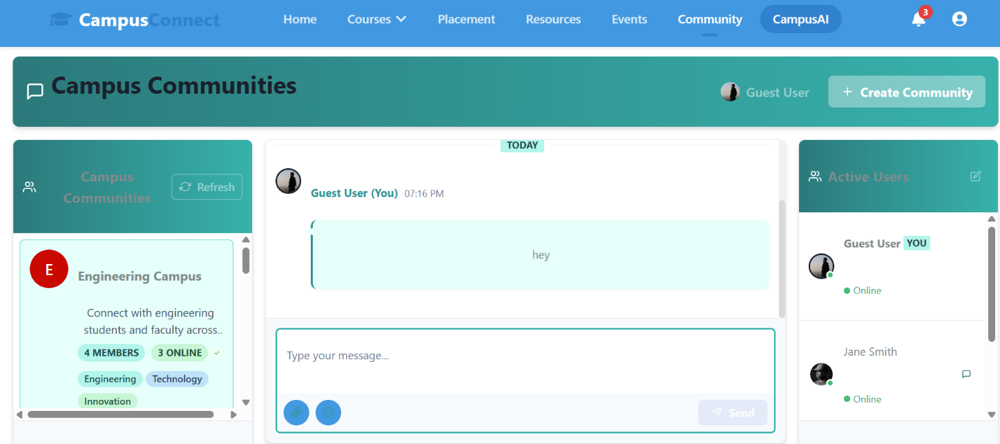 CampusConnect
Home
Courses
Placement
Resources
Events
Community
CampusAI
3
Campus Communities
Guest User
+ Create Community
Campus
Communities
Refresh
E
Engineering Campus
Connect with engineering
students and faculty across..
4 MEMBERS
3 ONLINE
Engineering
Technology
Innovation
TODAY
Guest User (You) 07:16 PM
hey
Type your message...
Send
Active Users
Guest User YOU
Online
Jane Smith
Online